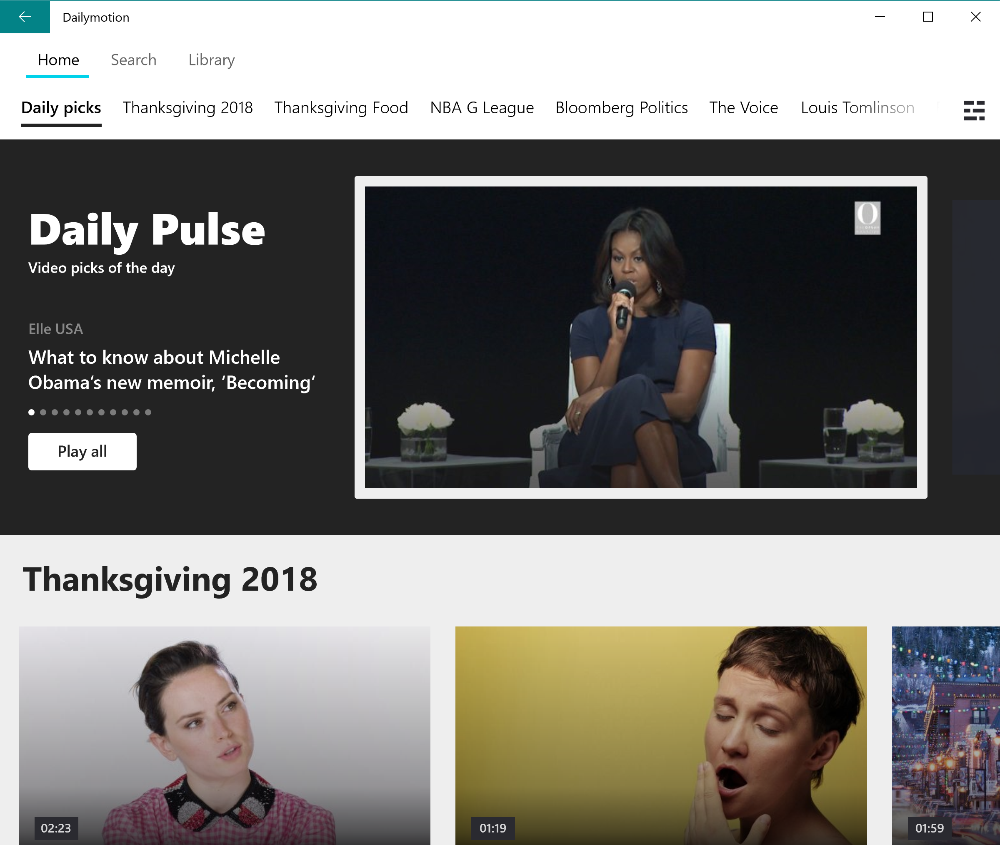 Dailymotion
Home Search Library
Daily picks Thanksgiving 2018 Thanksgiving Food NBA G League Bloomberg Politics The Voice Louis Tomlinson
Daily Pulse
Video picks of the day
Elle USA
What to know about Michelle
Obama’s new memoir, ‘Becoming’
Play all
O
Thanksgiving 2018
02:23
01:19
01:59